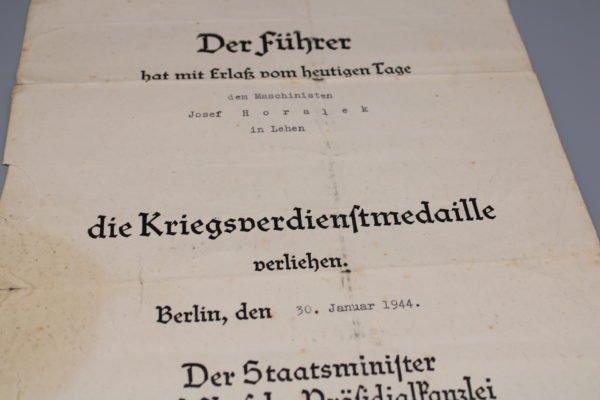 Der Führer
hat mit Erlaß vom heutigen Tage
dem Maschinisten
Josef H o r a l e k
in Lehen
die Kriegsverdienstmedaille
verliehen.
Berlin, den 30. Januar 1944.
Der Staatsminister
Präsidialkanzlei